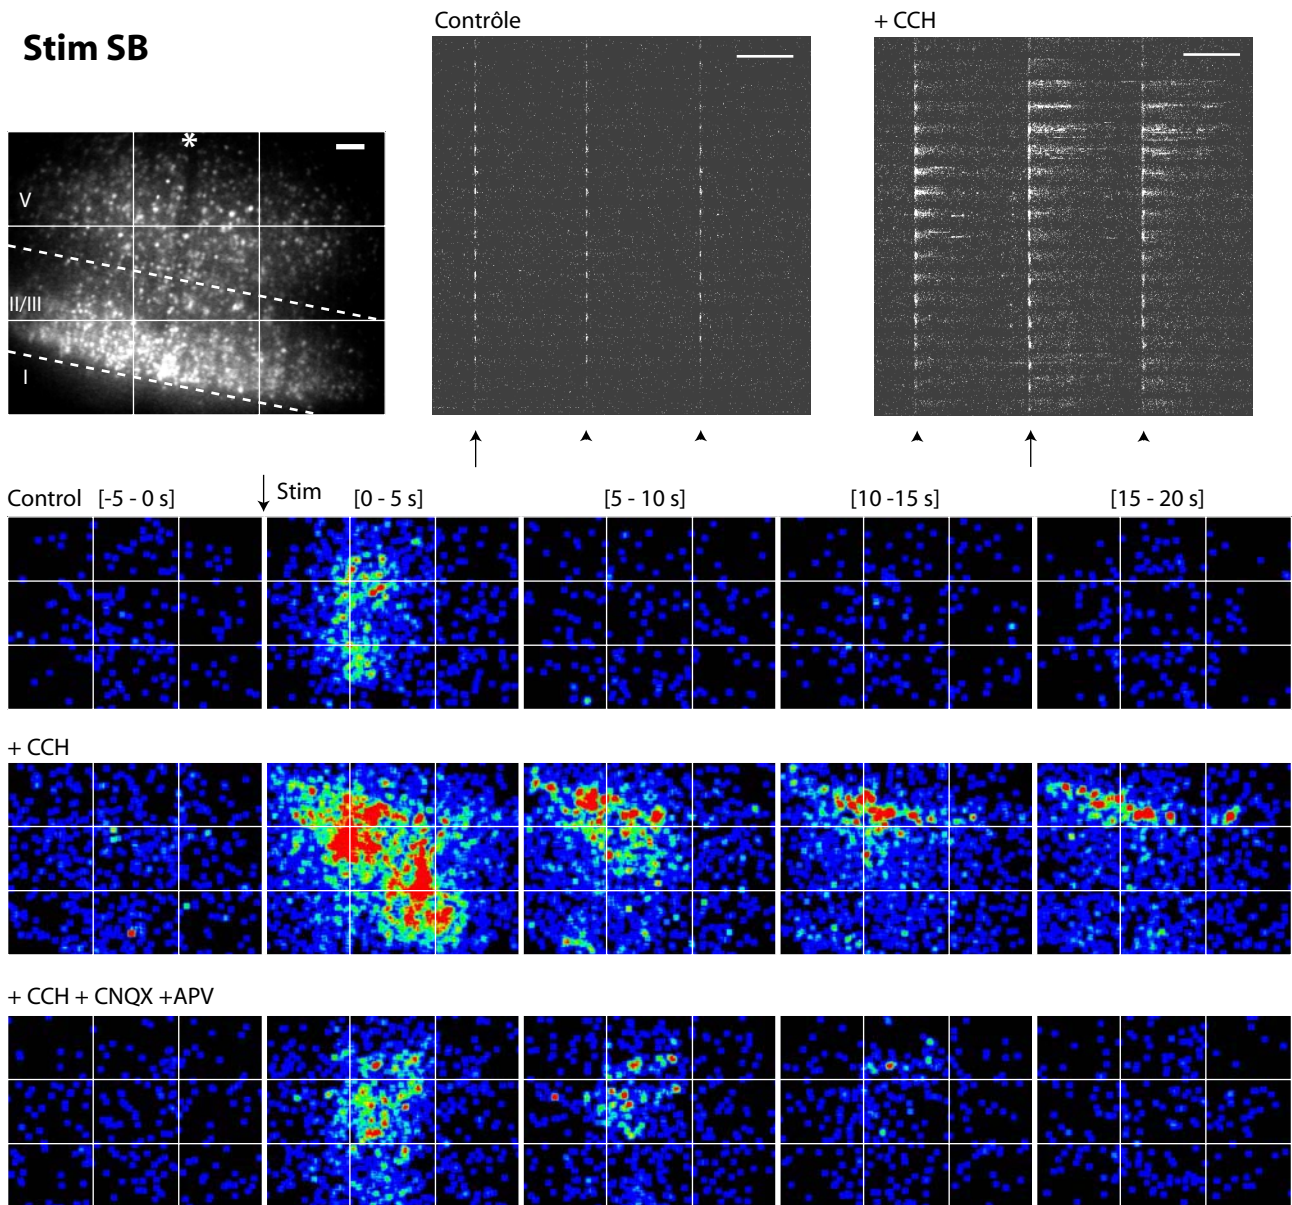 Stim SB
Contrôle
+ CCH
*
V
II/III
I
Control [-5 - 0 s] Stim [0 - 5 s] [5 - 10 s] [10 -15 s] [15 - 20 s]
+ CCH
+ CCH + CNQX +APV